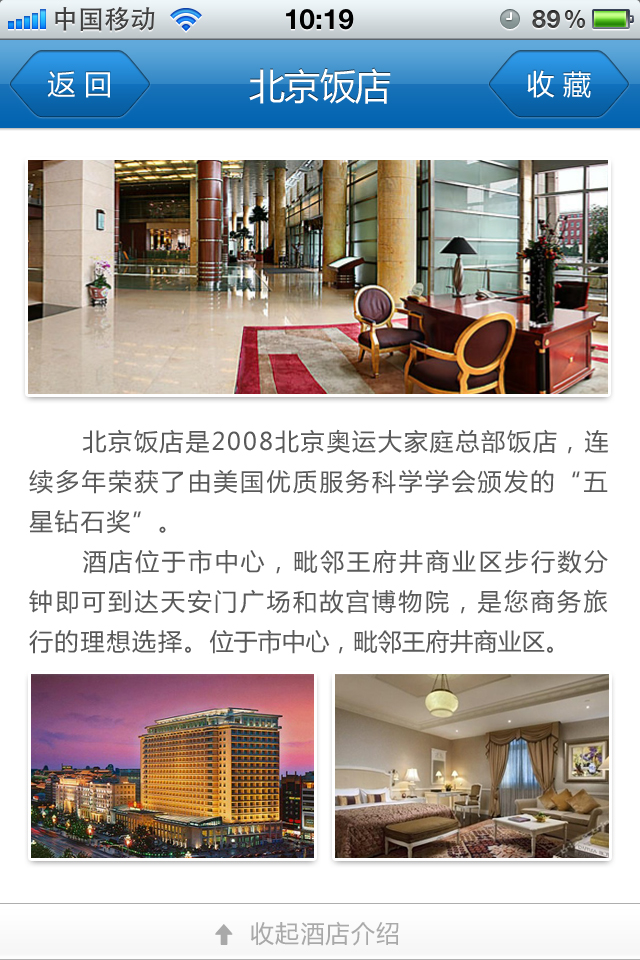 中国移动 10:19 89%
返回 北京饭店 收藏
北京饭店是2008北京奥运大家庭总部饭店，连
续多年荣获了由美国优质服务科学学会颁发的“五
星钻石奖”。
酒店位于市中心，毗邻王府井商业区步行数分
钟即可到达天安门广场和故宫博物院，是您商务旅
行的理想选择。位于市中心，毗邻王府井商业区。
收起酒店介绍